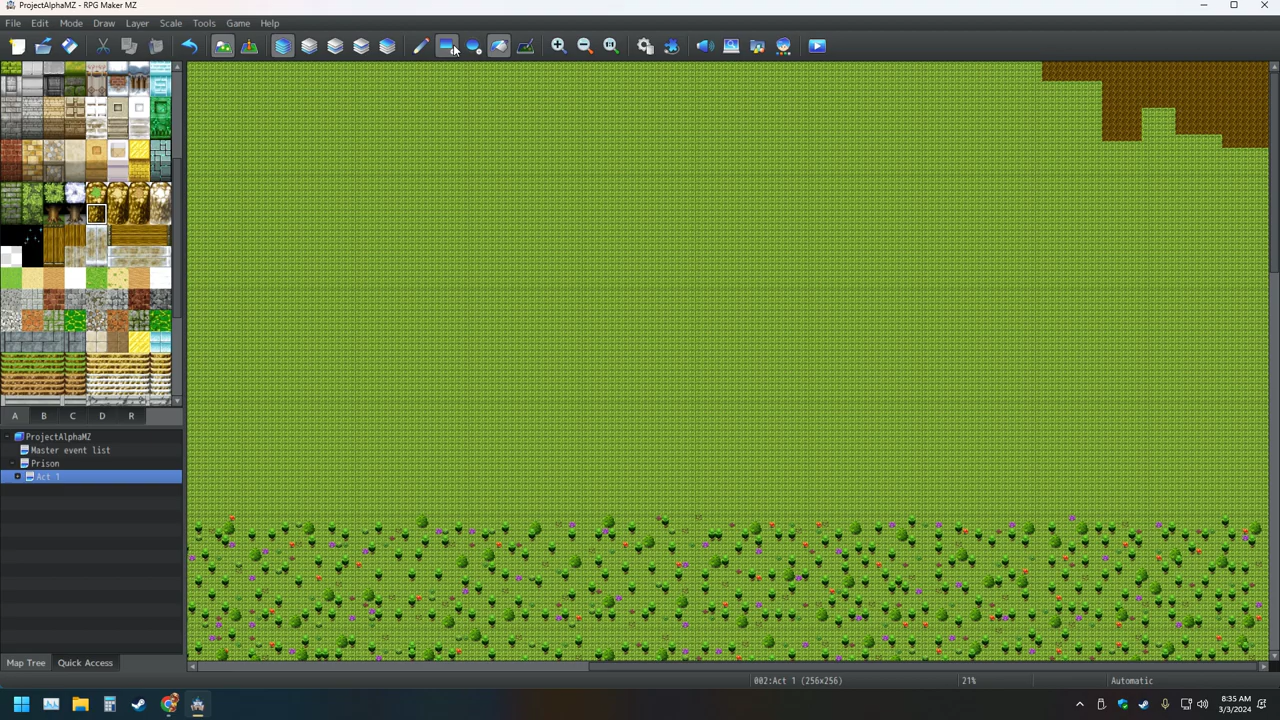 ProjectAlphaMZ - RPG Maker MZ
File Edit Mode Draw Layer Scale Tools Game Help
A B C D R
ProjectAlphaMZ
Master event list
Prison
Act 1
Map Tree Quick Access
002:Act 1 (256x256) 21% Automatic
8:35 AM
3/3/2024